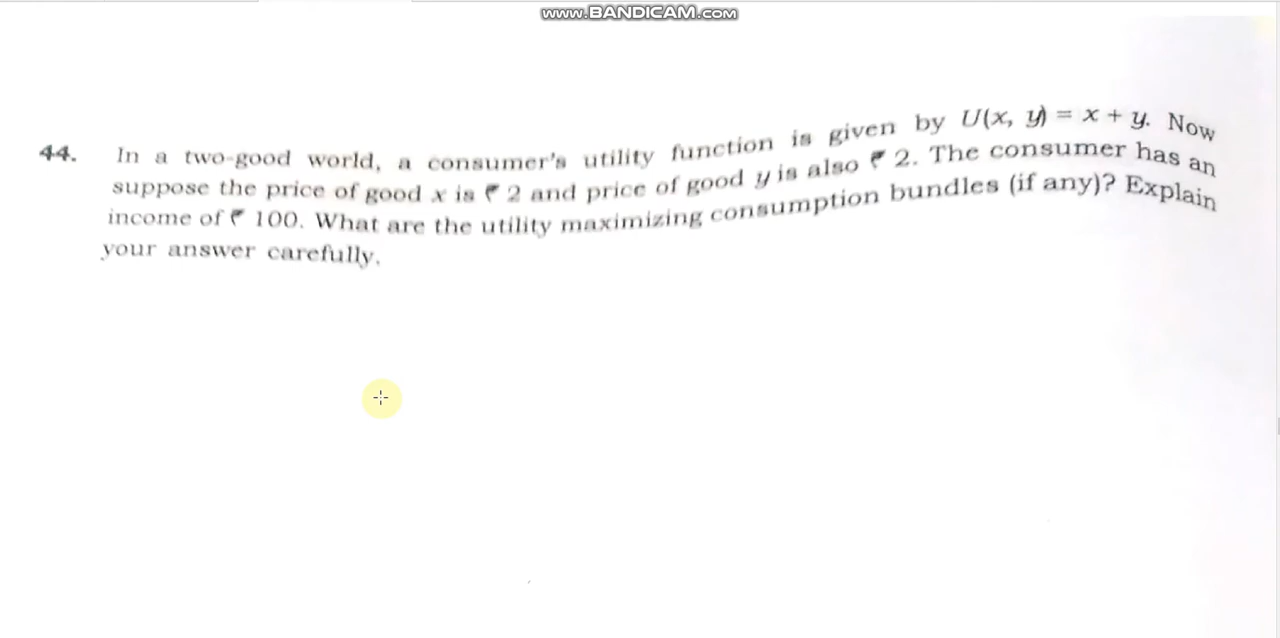 www.BANDICAM.com
44. In a two-good world, a consumer's utility function is given by U(x, y) = x + y. Now
suppose the price of good x is ₹ 2 and price of good y is also ₹ 2. The consumer has an
income of ₹ 100. What are the utility maximizing consumption bundles (if any)? Explain
your answer carefully.